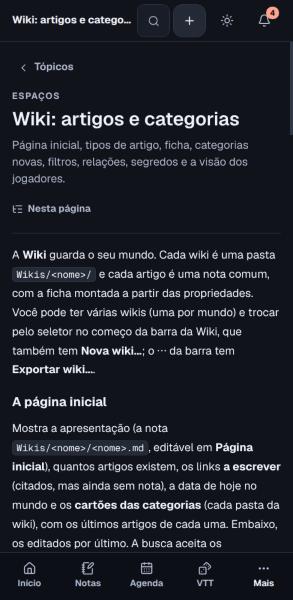 Wiki: artigos e catego...
4
Tópicos
ESPAÇOS
Wiki: artigos e categorias
Página inicial, tipos de artigo, ficha, categorias
novas, filtros, relações, segredos e a visão dos
jogadores.
Nesta página
A Wiki guarda o seu mundo. Cada wiki é uma pasta
Wikis/<nome>/ e cada artigo é uma nota comum,
com a ficha montada a partir das propriedades.
Você pode ter várias wikis (uma por mundo) e trocar
pelo seletor no começo da barra da Wiki, que
também tem Nova wiki...; o ··· da barra tem
Exportar wiki....
A página inicial
Mostra a apresentação (a nota
Wikis/<nome>/<nome>.md, editável em Página
inicial), quantos artigos existem, os links a escrever
(citados, mas ainda sem nota), a data de hoje no
mundo e os cartões das categorias (cada pasta da
wiki), com os últimos artigos de cada uma. Embaixo,
os editados por último. A busca aceita os
Início
Notas
Agenda
VTT
Mais